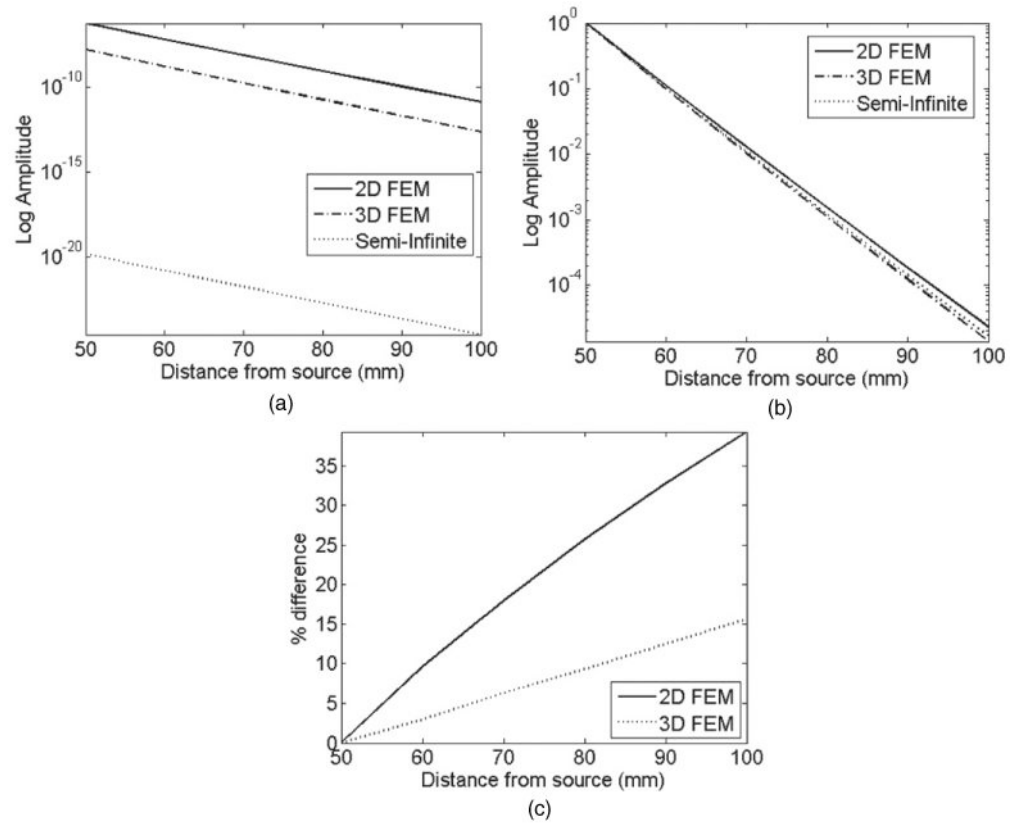 10^-10
10^-15
10^-20
Log Amplitude
2D FEM
3D FEM
Semi-Infinite
50 60 70 80 90 100
Distance from source (mm)
(a)
10^0
10^-1
10^-2
10^-3
10^-4
Log Amplitude
2D FEM
3D FEM
Semi-Infinite
50 60 70 80 90 100
Distance from source (mm)
(b)
35
30
25
20
15
10
5
0
% difference
2D FEM
3D FEM
50 60 70 80 90 100
Distance from source (mm)
(c)